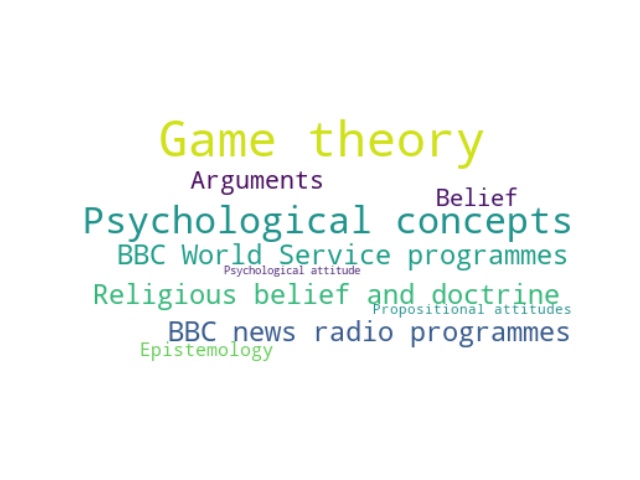 Game theory
Arguments
Belief
Psychological concepts
BBC World Service programmes
Psychological attitude
Religious belief and doctrine
Propositional attitudes
BBC news radio programmes
Epistemology